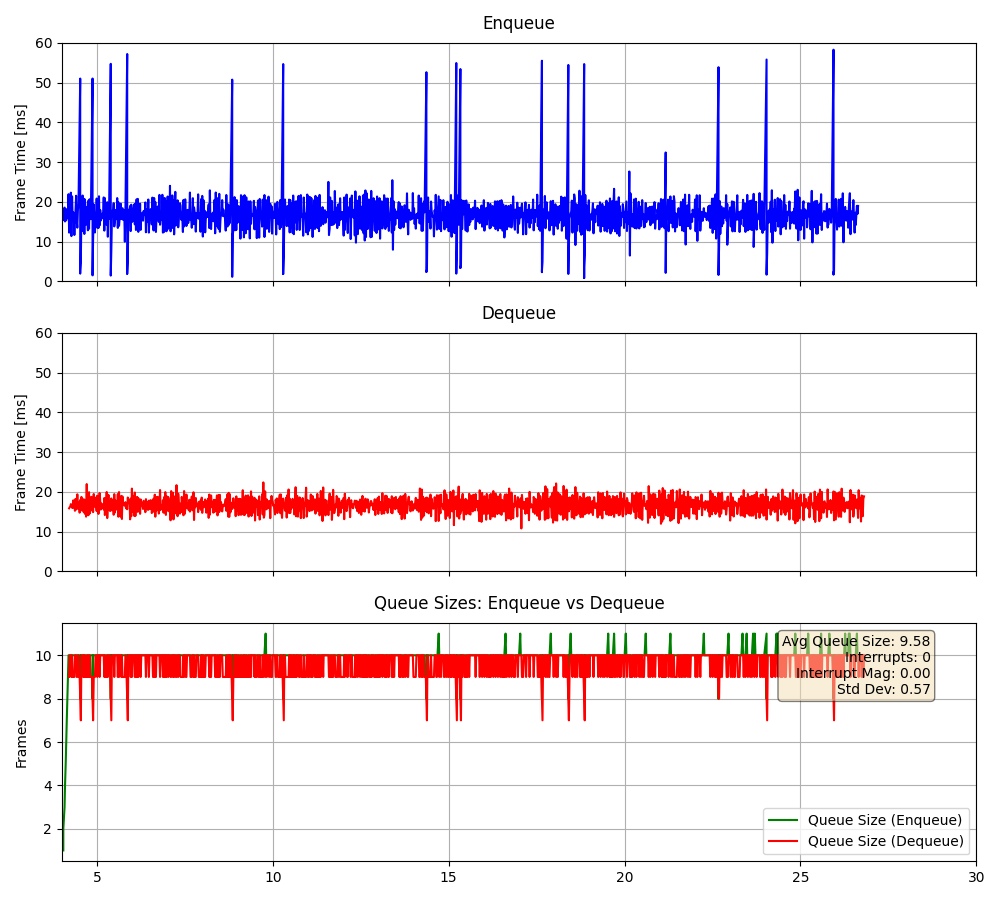 Enqueue
60
50
40
30
20
10
0
Frame Time [ms]
Dequeue
60
50
40
30
20
10
0
Frame Time [ms]
Queue Sizes: Enqueue vs Dequeue
10
8
6
4
2
Frames
Avg Queue Size: 9.58
Interrupts: 0
Interrupt Mag: 0.00
Std Dev: 0.57
Queue Size (Enqueue)
Queue Size (Dequeue)
5 10 15 20 25 30